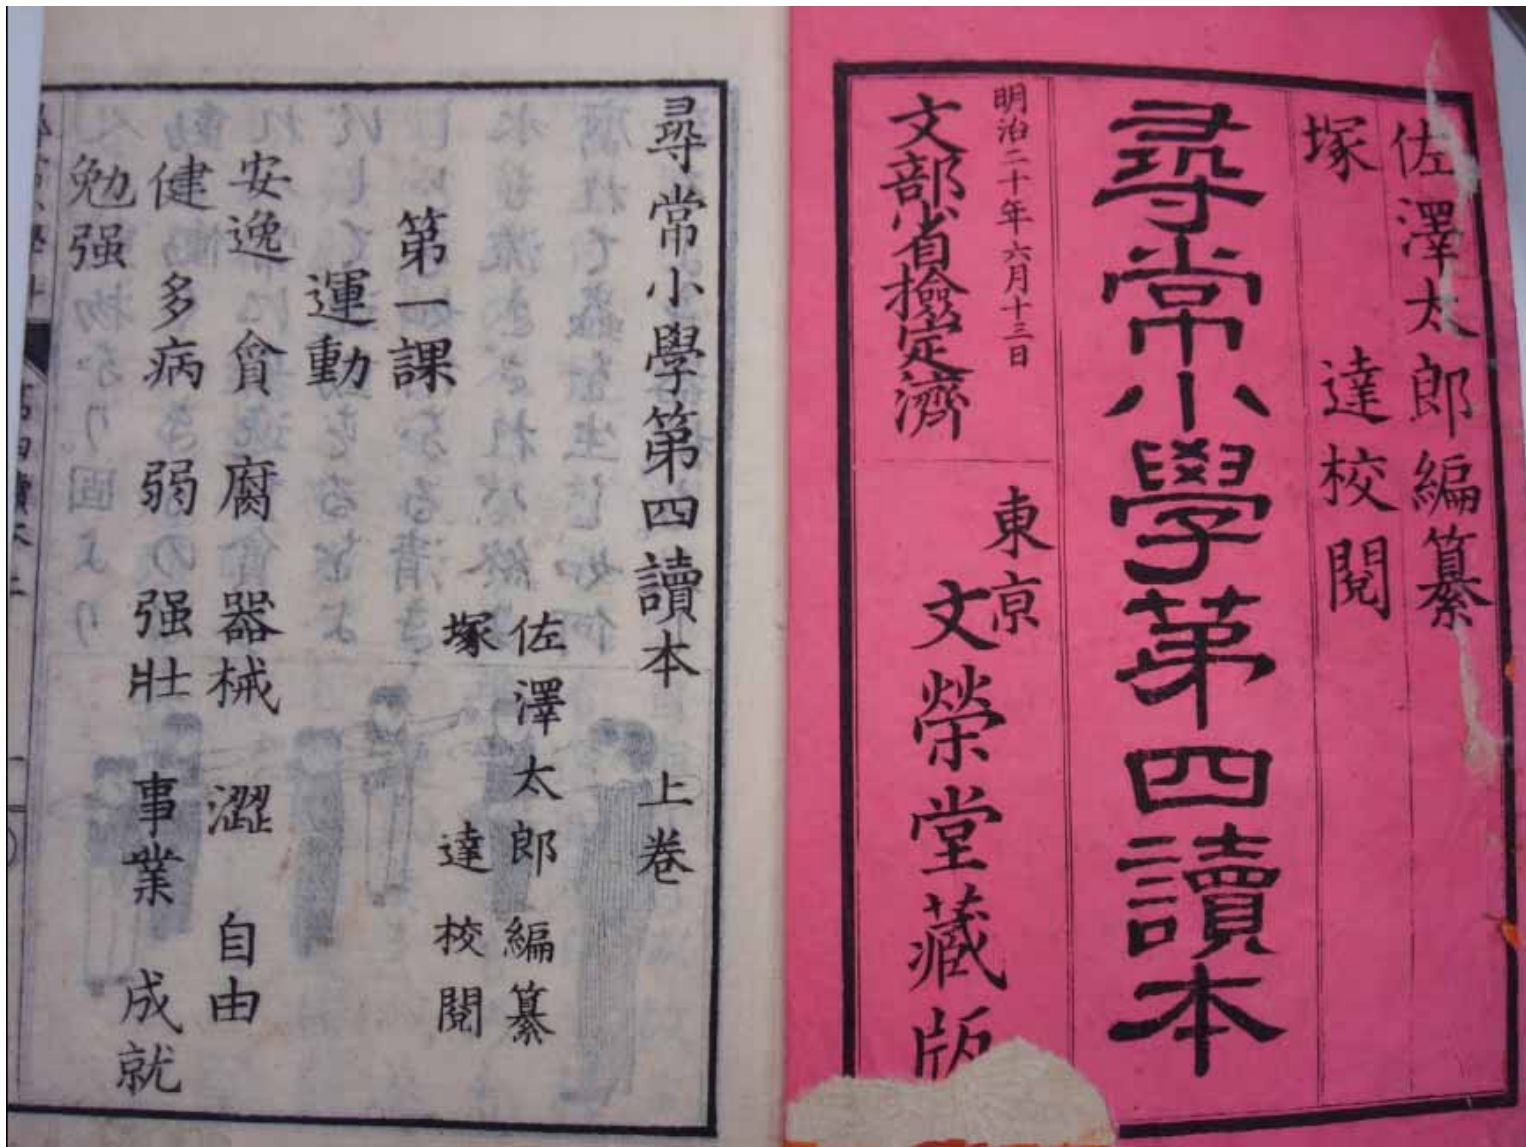 佐澤太郎編纂
塚達校閲
尋常小學第四讀本
明治二十年六月十三日
文部省檢定濟
東京
文榮堂藏版
尋常小學第四讀本 上卷
佐澤太郎編纂
塚達校閲
第一課
運動
安逸 貪 腐 器械 澀 自由
健 多病 弱 强壯 事業 成就
勉强